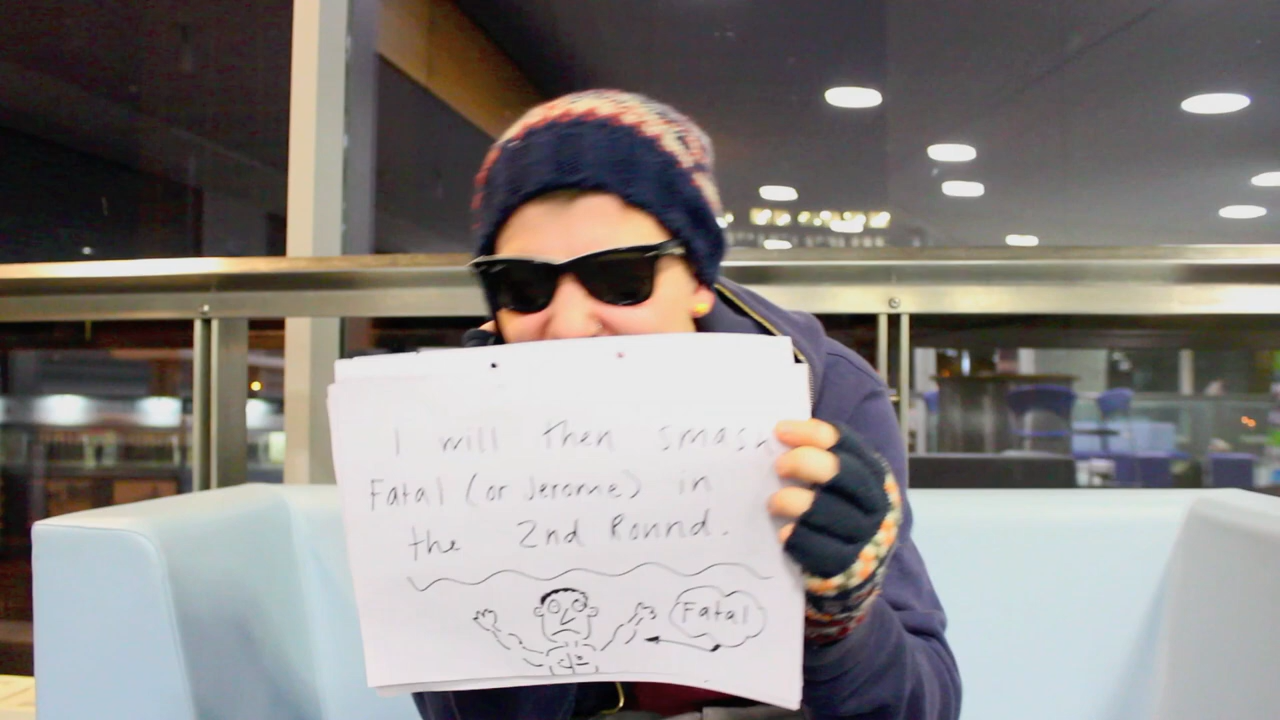 I will then smash
Fatal (or Jerome) in
the 2nd Round.
Fatal